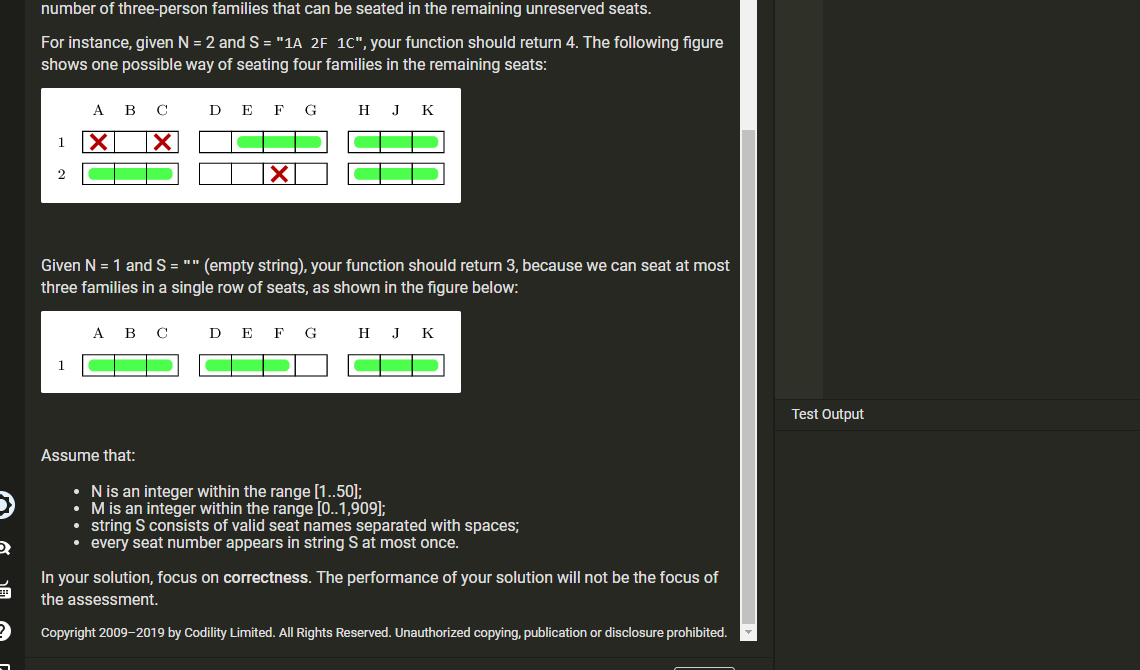 number of three-person families that can be seated in the remaining unreserved seats.
For instance, given N = 2 and S = "1A 2F 1C", your function should return 4. The following figure
shows one possible way of seating four families in the remaining seats:
A B C D E F G H J K
1
2
Given N = 1 and S = "" (empty string), your function should return 3, because we can seat at most
three families in a single row of seats, as shown in the figure below:
A B C D E F G H J K
1
Test Output
Assume that:
• N is an integer within the range [1..50];
• M is an integer within the range [0..1,909];
• string S consists of valid seat names separated with spaces;
• every seat number appears in string S at most once.
In your solution, focus on correctness. The performance of your solution will not be the focus of
the assessment.
Copyright 2009–2019 by Codility Limited. All Rights Reserved. Unauthorized copying, publication or disclosure prohibited.